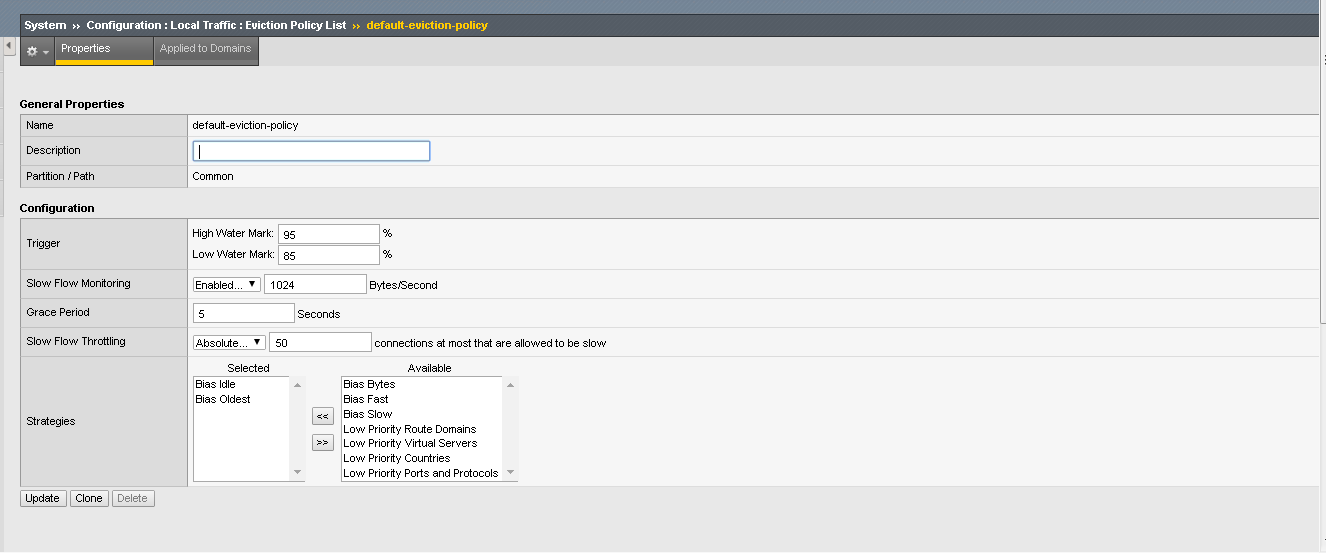 System ›› Configuration : Local Traffic : Eviction Policy List ›› default-eviction-policy
Properties Applied to Domains
General Properties
Name default-eviction-policy
Description
Partition / Path Common
Configuration
Trigger
High Water Mark: 95 %
Low Water Mark: 85 %
Slow Flow Monitoring Enabled... 1024 Bytes/Second
Grace Period 5 Seconds
Slow Flow Throttling Absolute... 50 connections at most that are allowed to be slow
Strategies
Selected
Bias Idle
Bias Oldest
<<
>>
Available
Bias Bytes
Bias Fast
Bias Slow
Low Priority Route Domains
Low Priority Virtual Servers
Low Priority Countries
Low Priority Ports and Protocols
Update Clone Delete